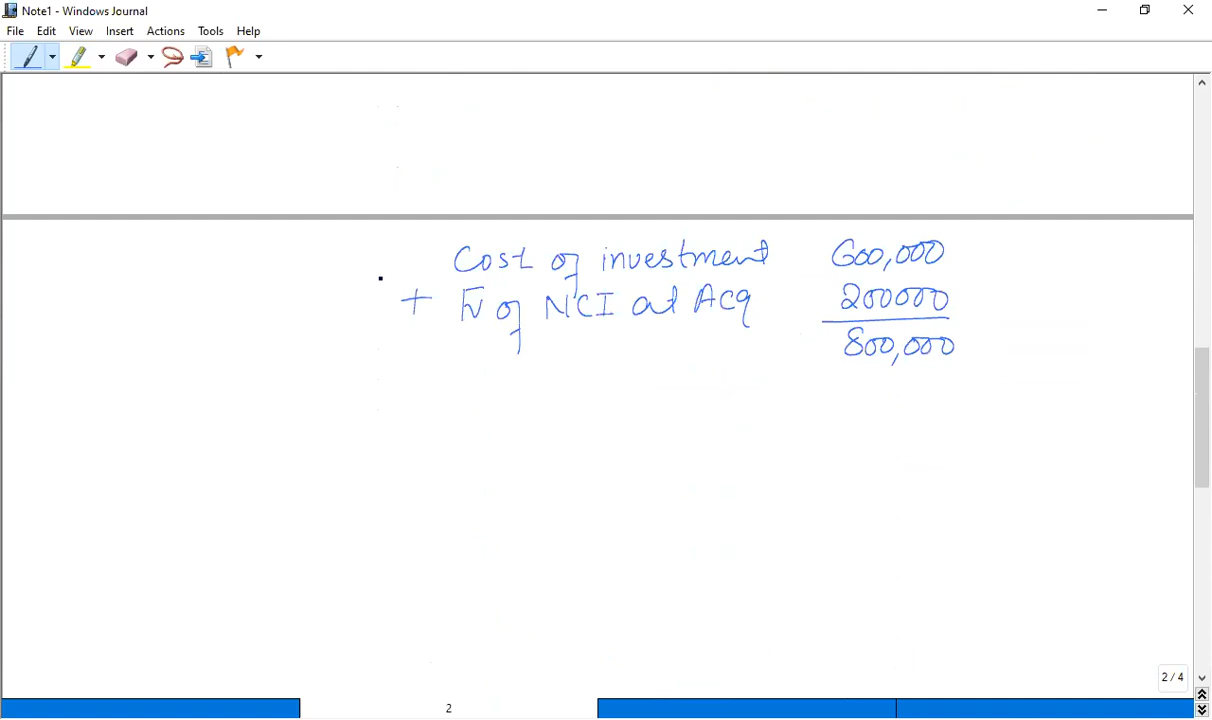 Note1 - Windows Journal
File Edit View Insert Actions Tools Help
Cost of investment 600,000
+ FV of NCI at Acq 200000
800,000
2 / 4
2